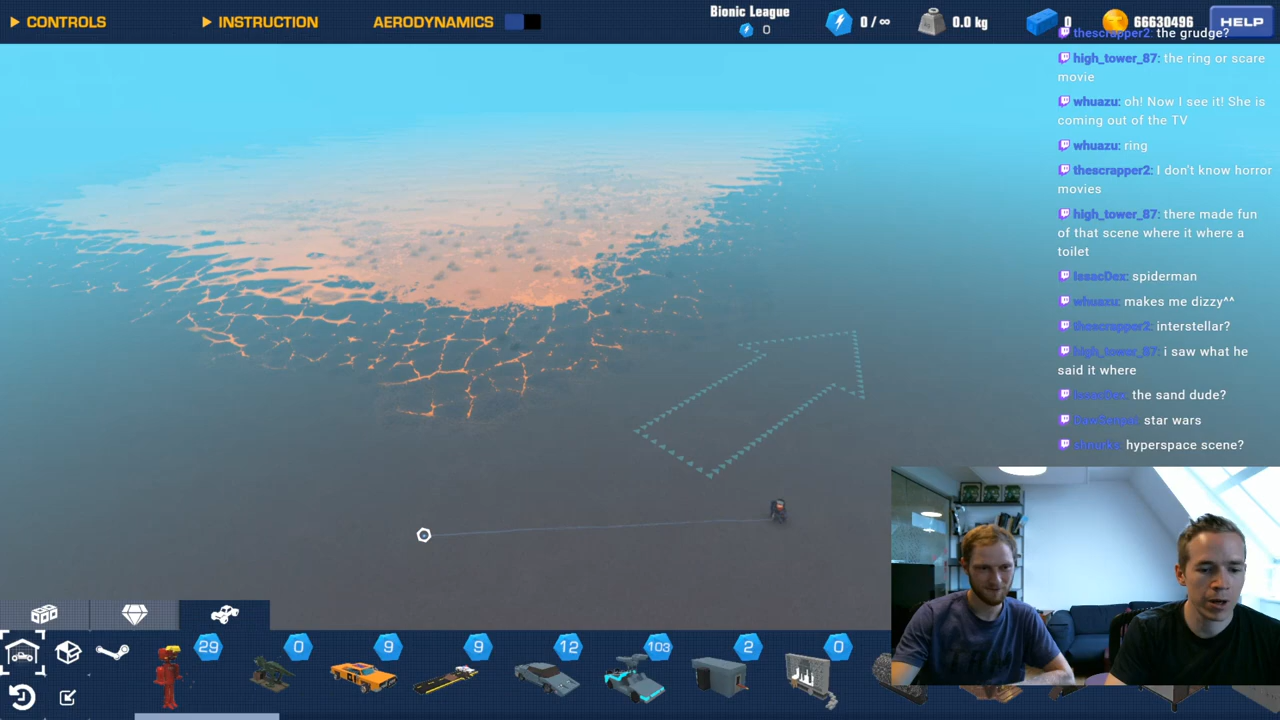 CONTROLS
INSTRUCTION
AERODYNAMICS
Bionic League
0
0 / ∞
0.0 kg
0
66630496
HELP
thescrapper2: the grudge?
high_tower_87: the ring or scare
movie
whuazu: oh! Now I see it! She is
coming out of the TV
whuazu: ring
thescrapper2: I don't know horror
movies
high_tower_87: there made fun
of that scene where it where a
toilet
IssacDex: spiderman
whuazu: makes me dizzy^^
thescrapper2: interstellar?
high_tower_87: i saw what he
said it where
IssacDex: the sand dude?
star wars
hyperspace scene?
29
0
9
9
12
103
2
0